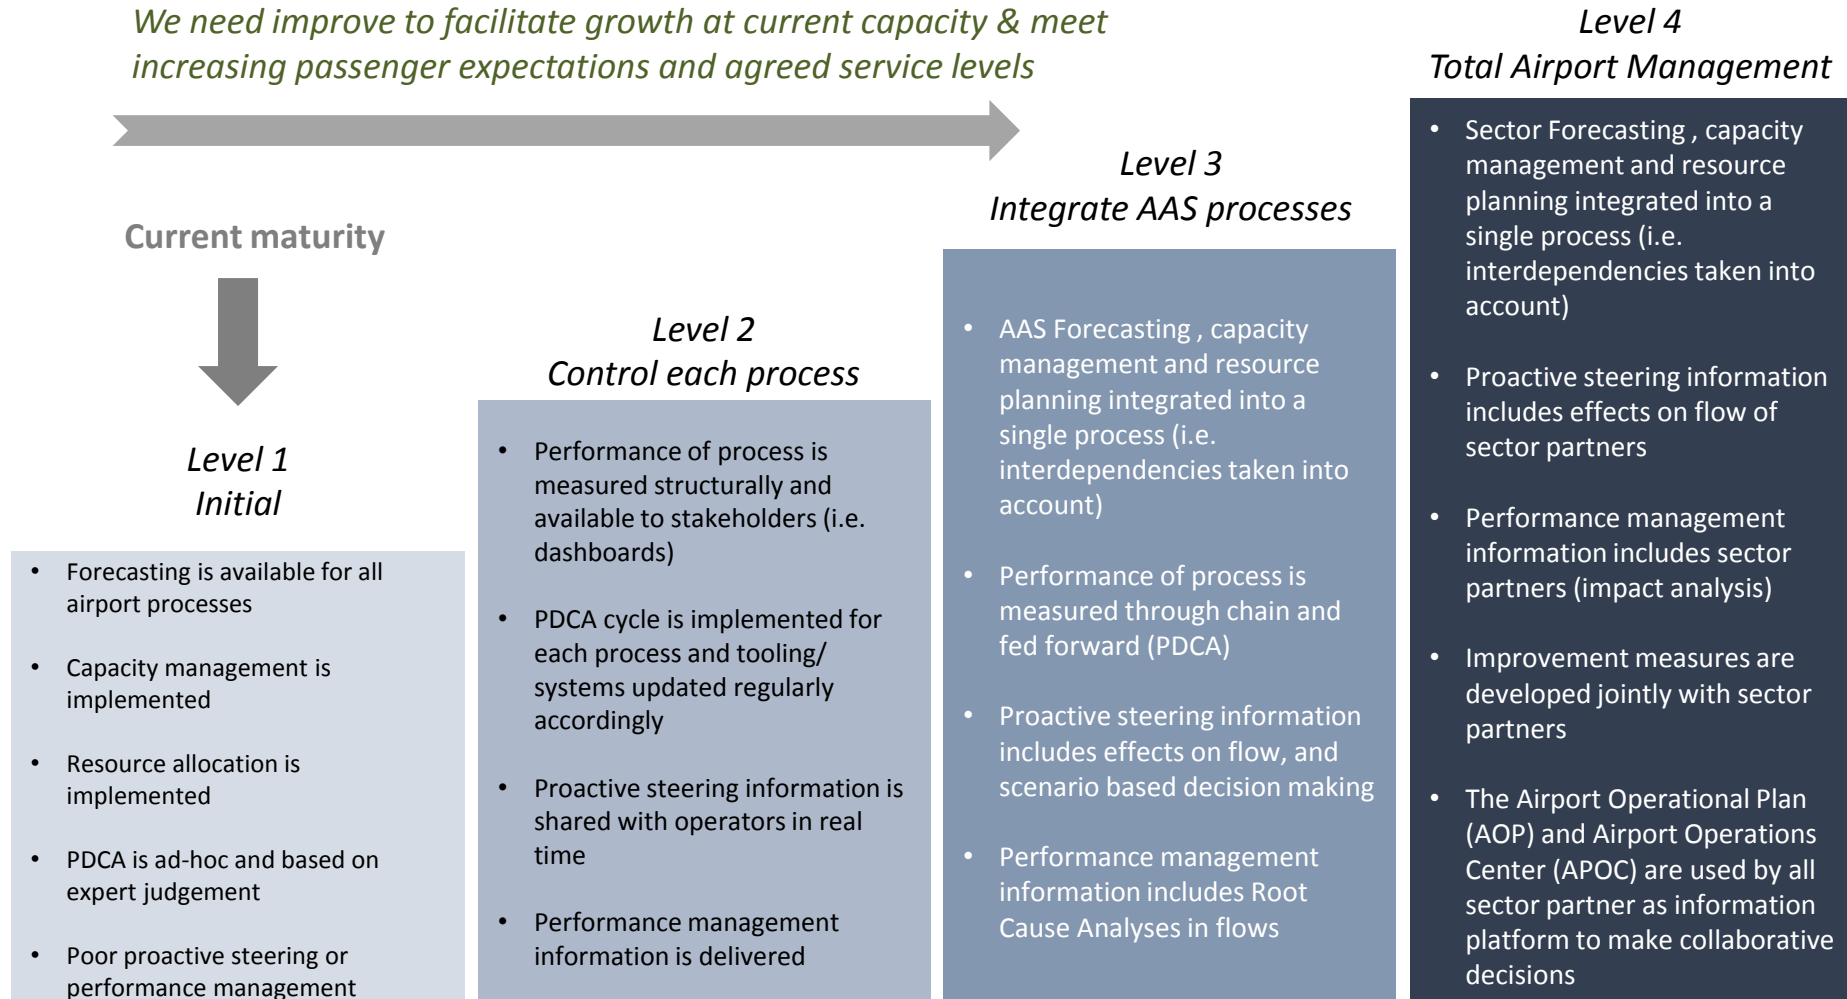 We need improve to facilitate growth at current capacity & meet
increasing passenger expectations and agreed service levels
Current maturity
Level 1
Initial
• Forecasting is available for all
airport processes
• Capacity management is
implemented
• Resource allocation is
implemented
• PDCA is ad-hoc and based on
expert judgement
• Poor proactive steering or
performance management
Level 2
Control each process
• Performance of process is
measured structurally and
available to stakeholders (i.e.
dashboards)
• PDCA cycle is implemented for
each process and tooling/
systems updated regularly
accordingly
• Proactive steering information is
shared with operators in real
time
• Performance management
information is delivered
Level 3
Integrate AAS processes
• AAS Forecasting , capacity
management and resource
planning integrated into a
single process (i.e.
interdependencies taken into
account)
• Performance of process is
measured through chain and
fed forward (PDCA)
• Proactive steering information
includes effects on flow, and
scenario based decision making
• Performance management
information includes Root
Cause Analyses in flows
Level 4
Total Airport Management
• Sector Forecasting , capacity
management and resource
planning integrated into a
single process (i.e.
interdependencies taken into
account)
• Proactive steering information
includes effects on flow of
sector partners
• Performance management
information includes sector
partners (impact analysis)
• Improvement measures are
developed jointly with sector
partners
• The Airport Operational Plan
(AOP) and Airport Operations
Center (APOC) are used by all
sector partner as information
platform to make collaborative
decisions